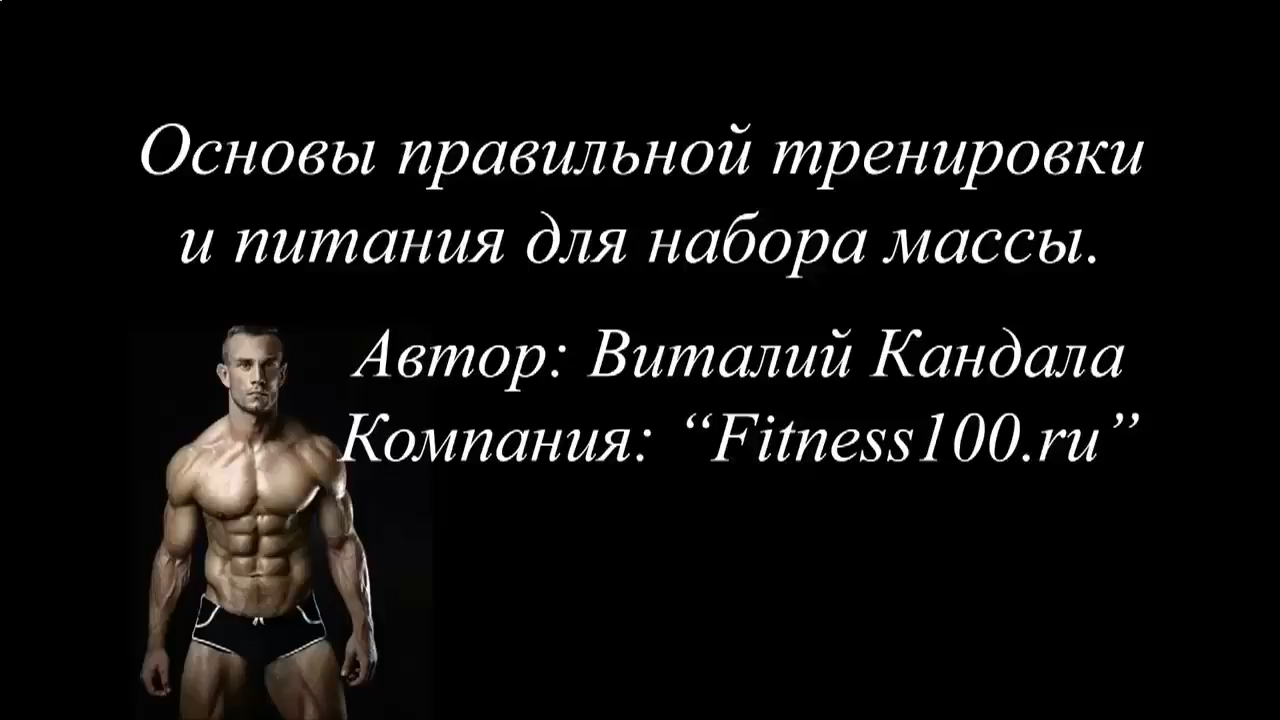 Основы правильной тренировки
и питания для набора массы.
Автор: Виталий Кандала
Компания: “Fitness100.ru”